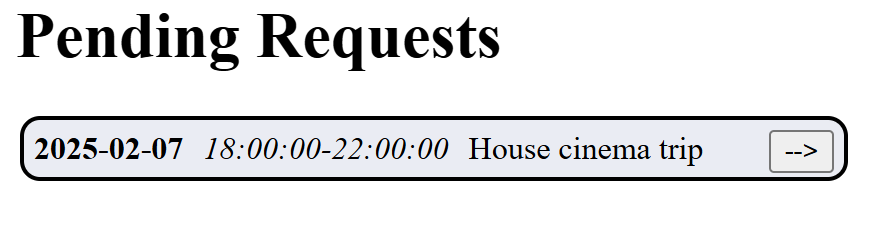 Pending Requests
2025-02-07 18:00:00-22:00:00 House cinema trip -->